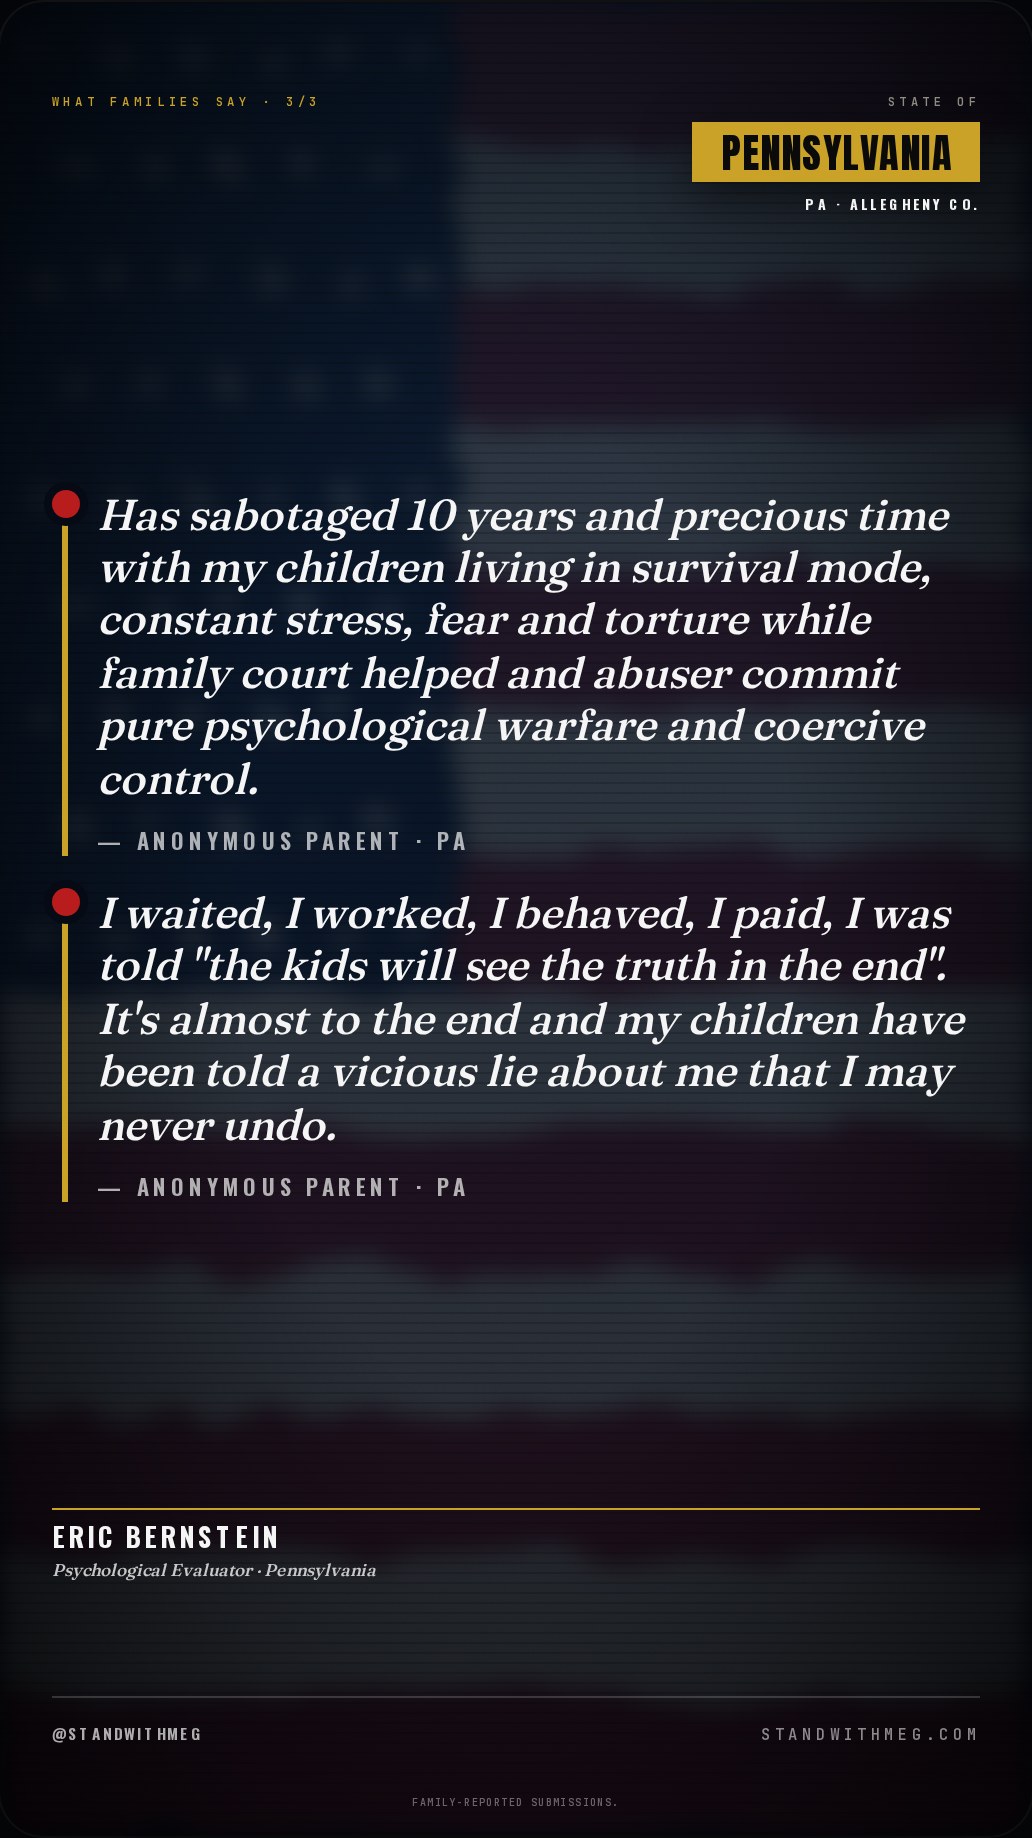 WHAT FAMILIES SAY · 3/3
STATE OF
PENNSYLVANIA
PA · ALLEGHENY CO.
Has sabotaged 10 years and precious time
with my children living in survival mode,
constant stress, fear and torture while
family court helped and abuser commit
pure psychological warfare and coercive
control.
— ANONYMOUS PARENT · PA
I waited, I worked, I behaved, I paid, I was
told "the kids will see the truth in the end".
It's almost to the end and my children have
been told a vicious lie about me that I may
never undo.
— ANONYMOUS PARENT · PA
ERIC BERNSTEIN
Psychological Evaluator · Pennsylvania
@STANDWITHMEG
STANDWITHMEG.COM
FAMILY-REPORTED SUBMISSIONS.